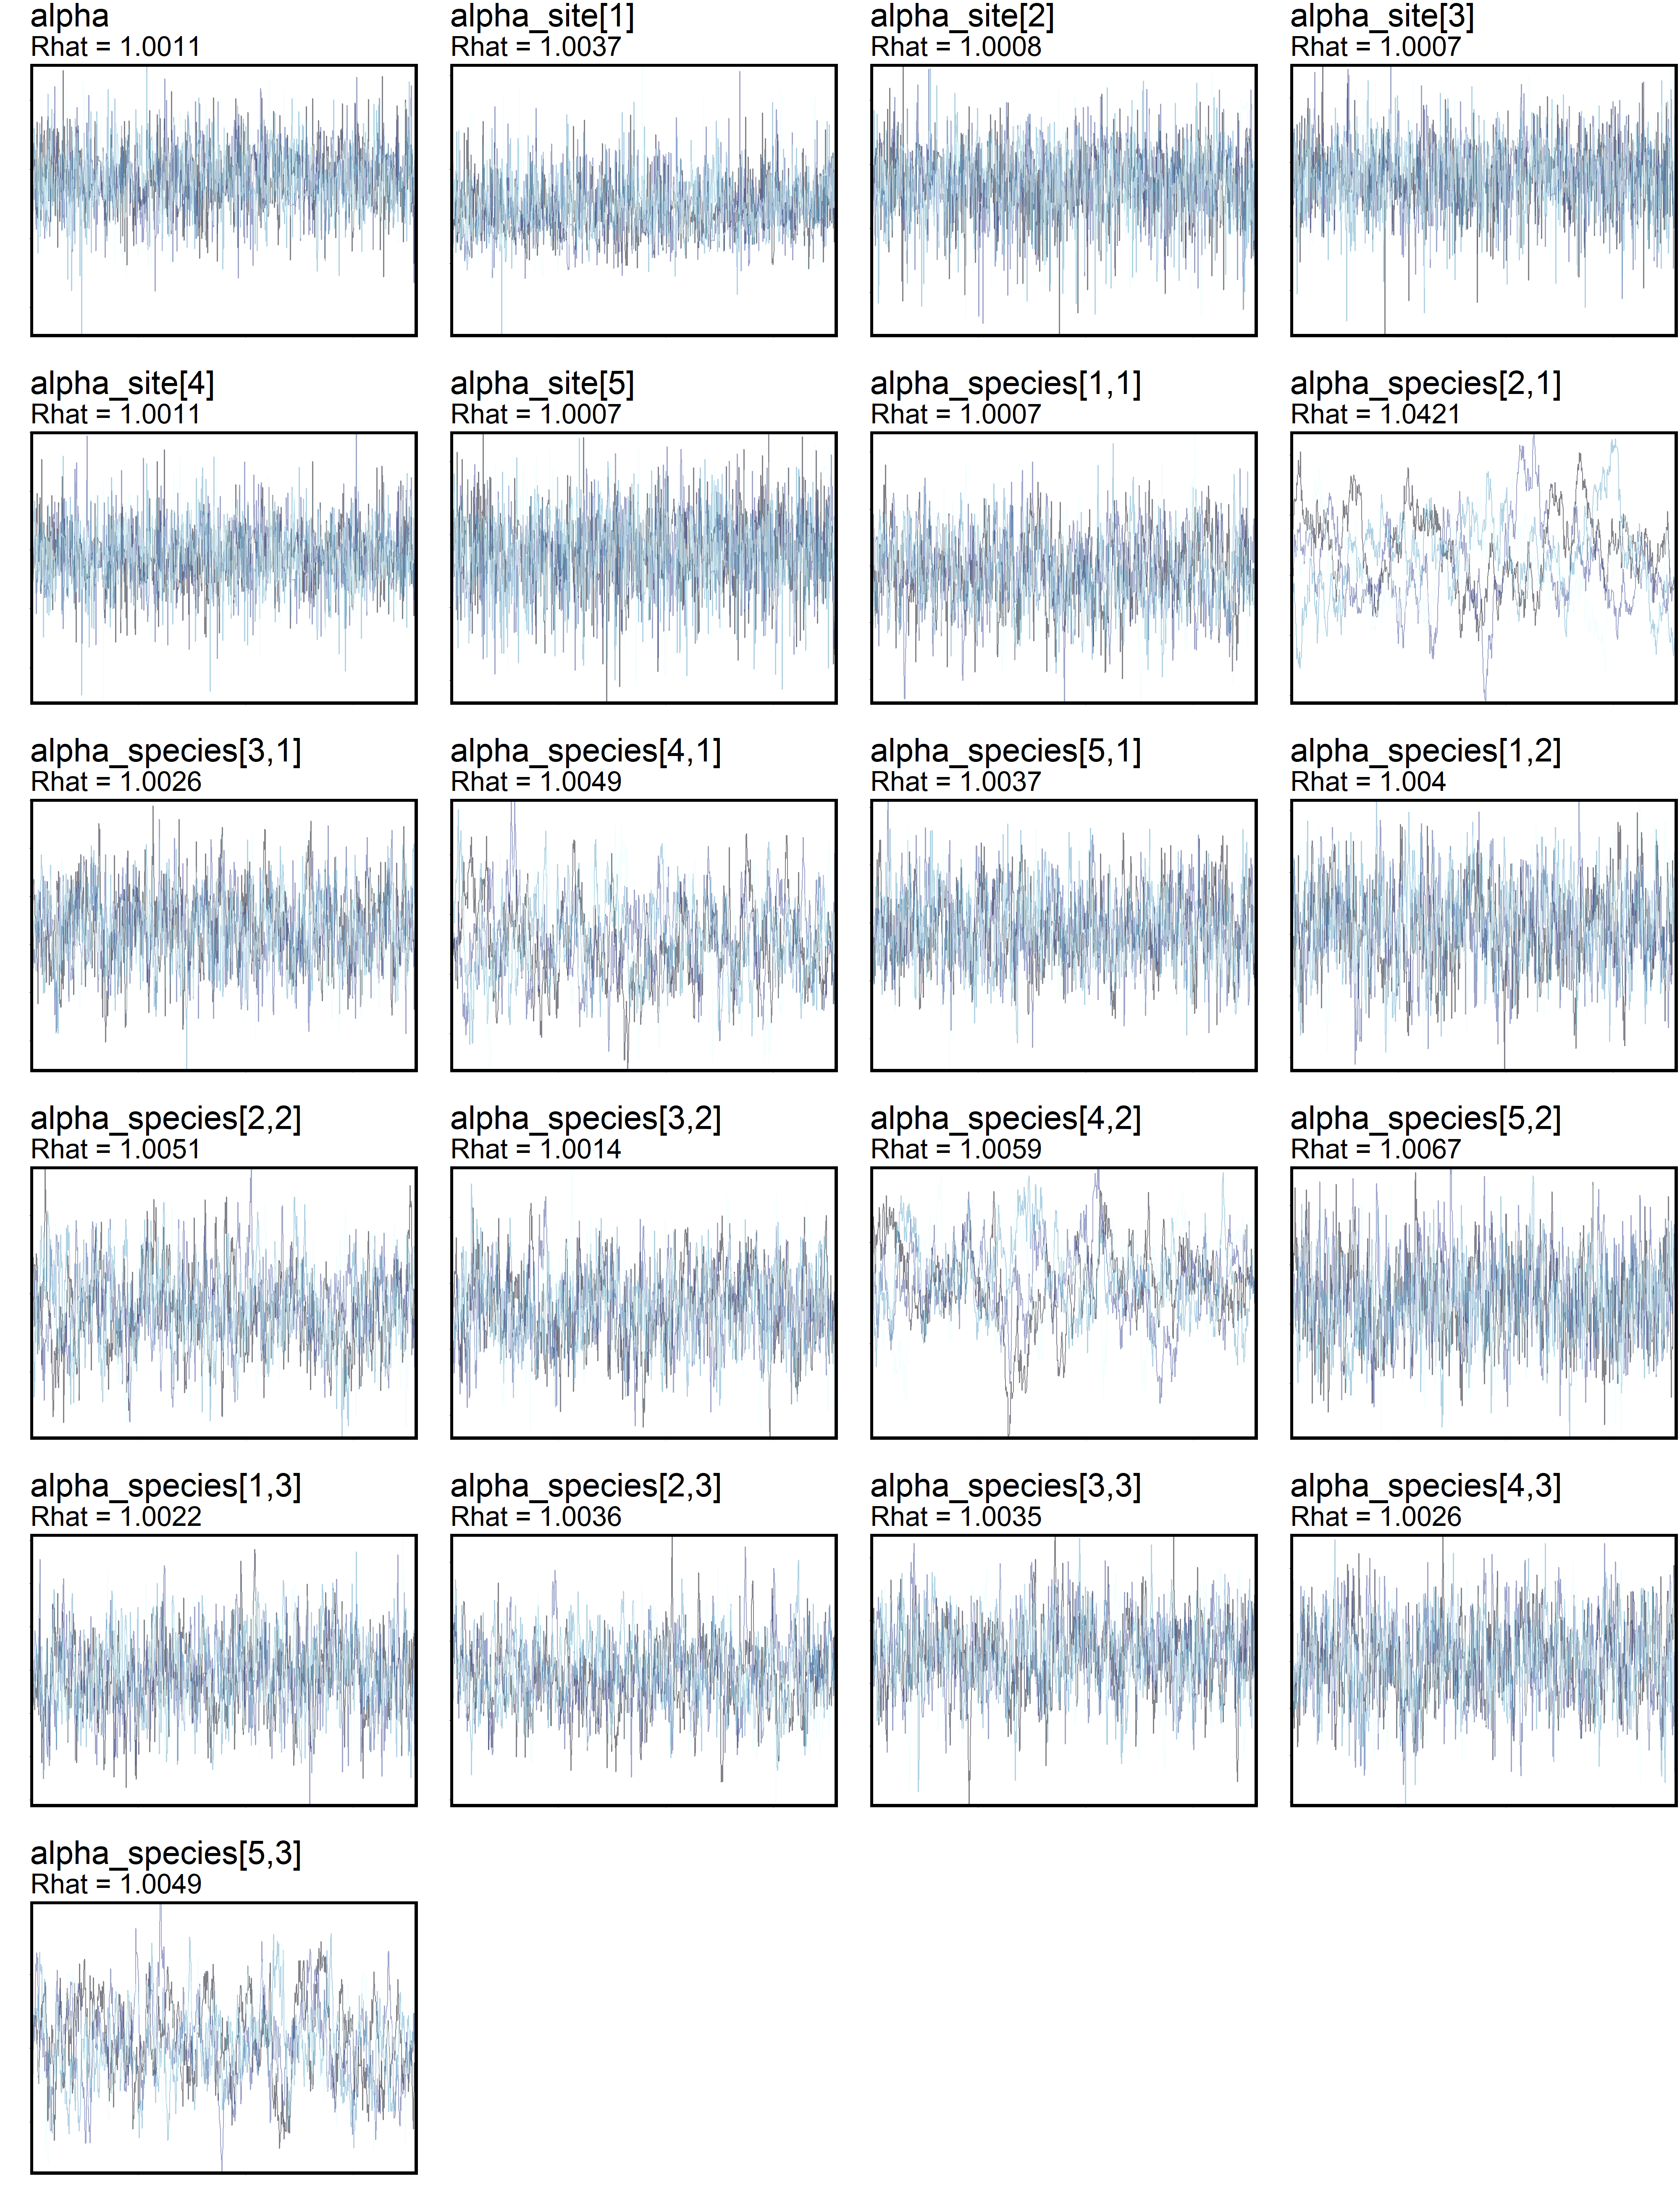 alpha
Rhat = 1.0011
alpha_site[1]
Rhat = 1.0037
alpha_site[2]
Rhat = 1.0008
alpha_site[3]
Rhat = 1.0007
alpha_site[4]
Rhat = 1.0011
alpha_site[5]
Rhat = 1.0007
alpha_species[1,1]
Rhat = 1.0007
alpha_species[2,1]
Rhat = 1.0421
alpha_species[3,1]
Rhat = 1.0026
alpha_species[4,1]
Rhat = 1.0049
alpha_species[5,1]
Rhat = 1.0037
alpha_species[1,2]
Rhat = 1.004
alpha_species[2,2]
Rhat = 1.0051
alpha_species[3,2]
Rhat = 1.0014
alpha_species[4,2]
Rhat = 1.0059
alpha_species[5,2]
Rhat = 1.0067
alpha_species[1,3]
Rhat = 1.0022
alpha_species[2,3]
Rhat = 1.0036
alpha_species[3,3]
Rhat = 1.0035
alpha_species[4,3]
Rhat = 1.0026
alpha_species[5,3]
Rhat = 1.0049